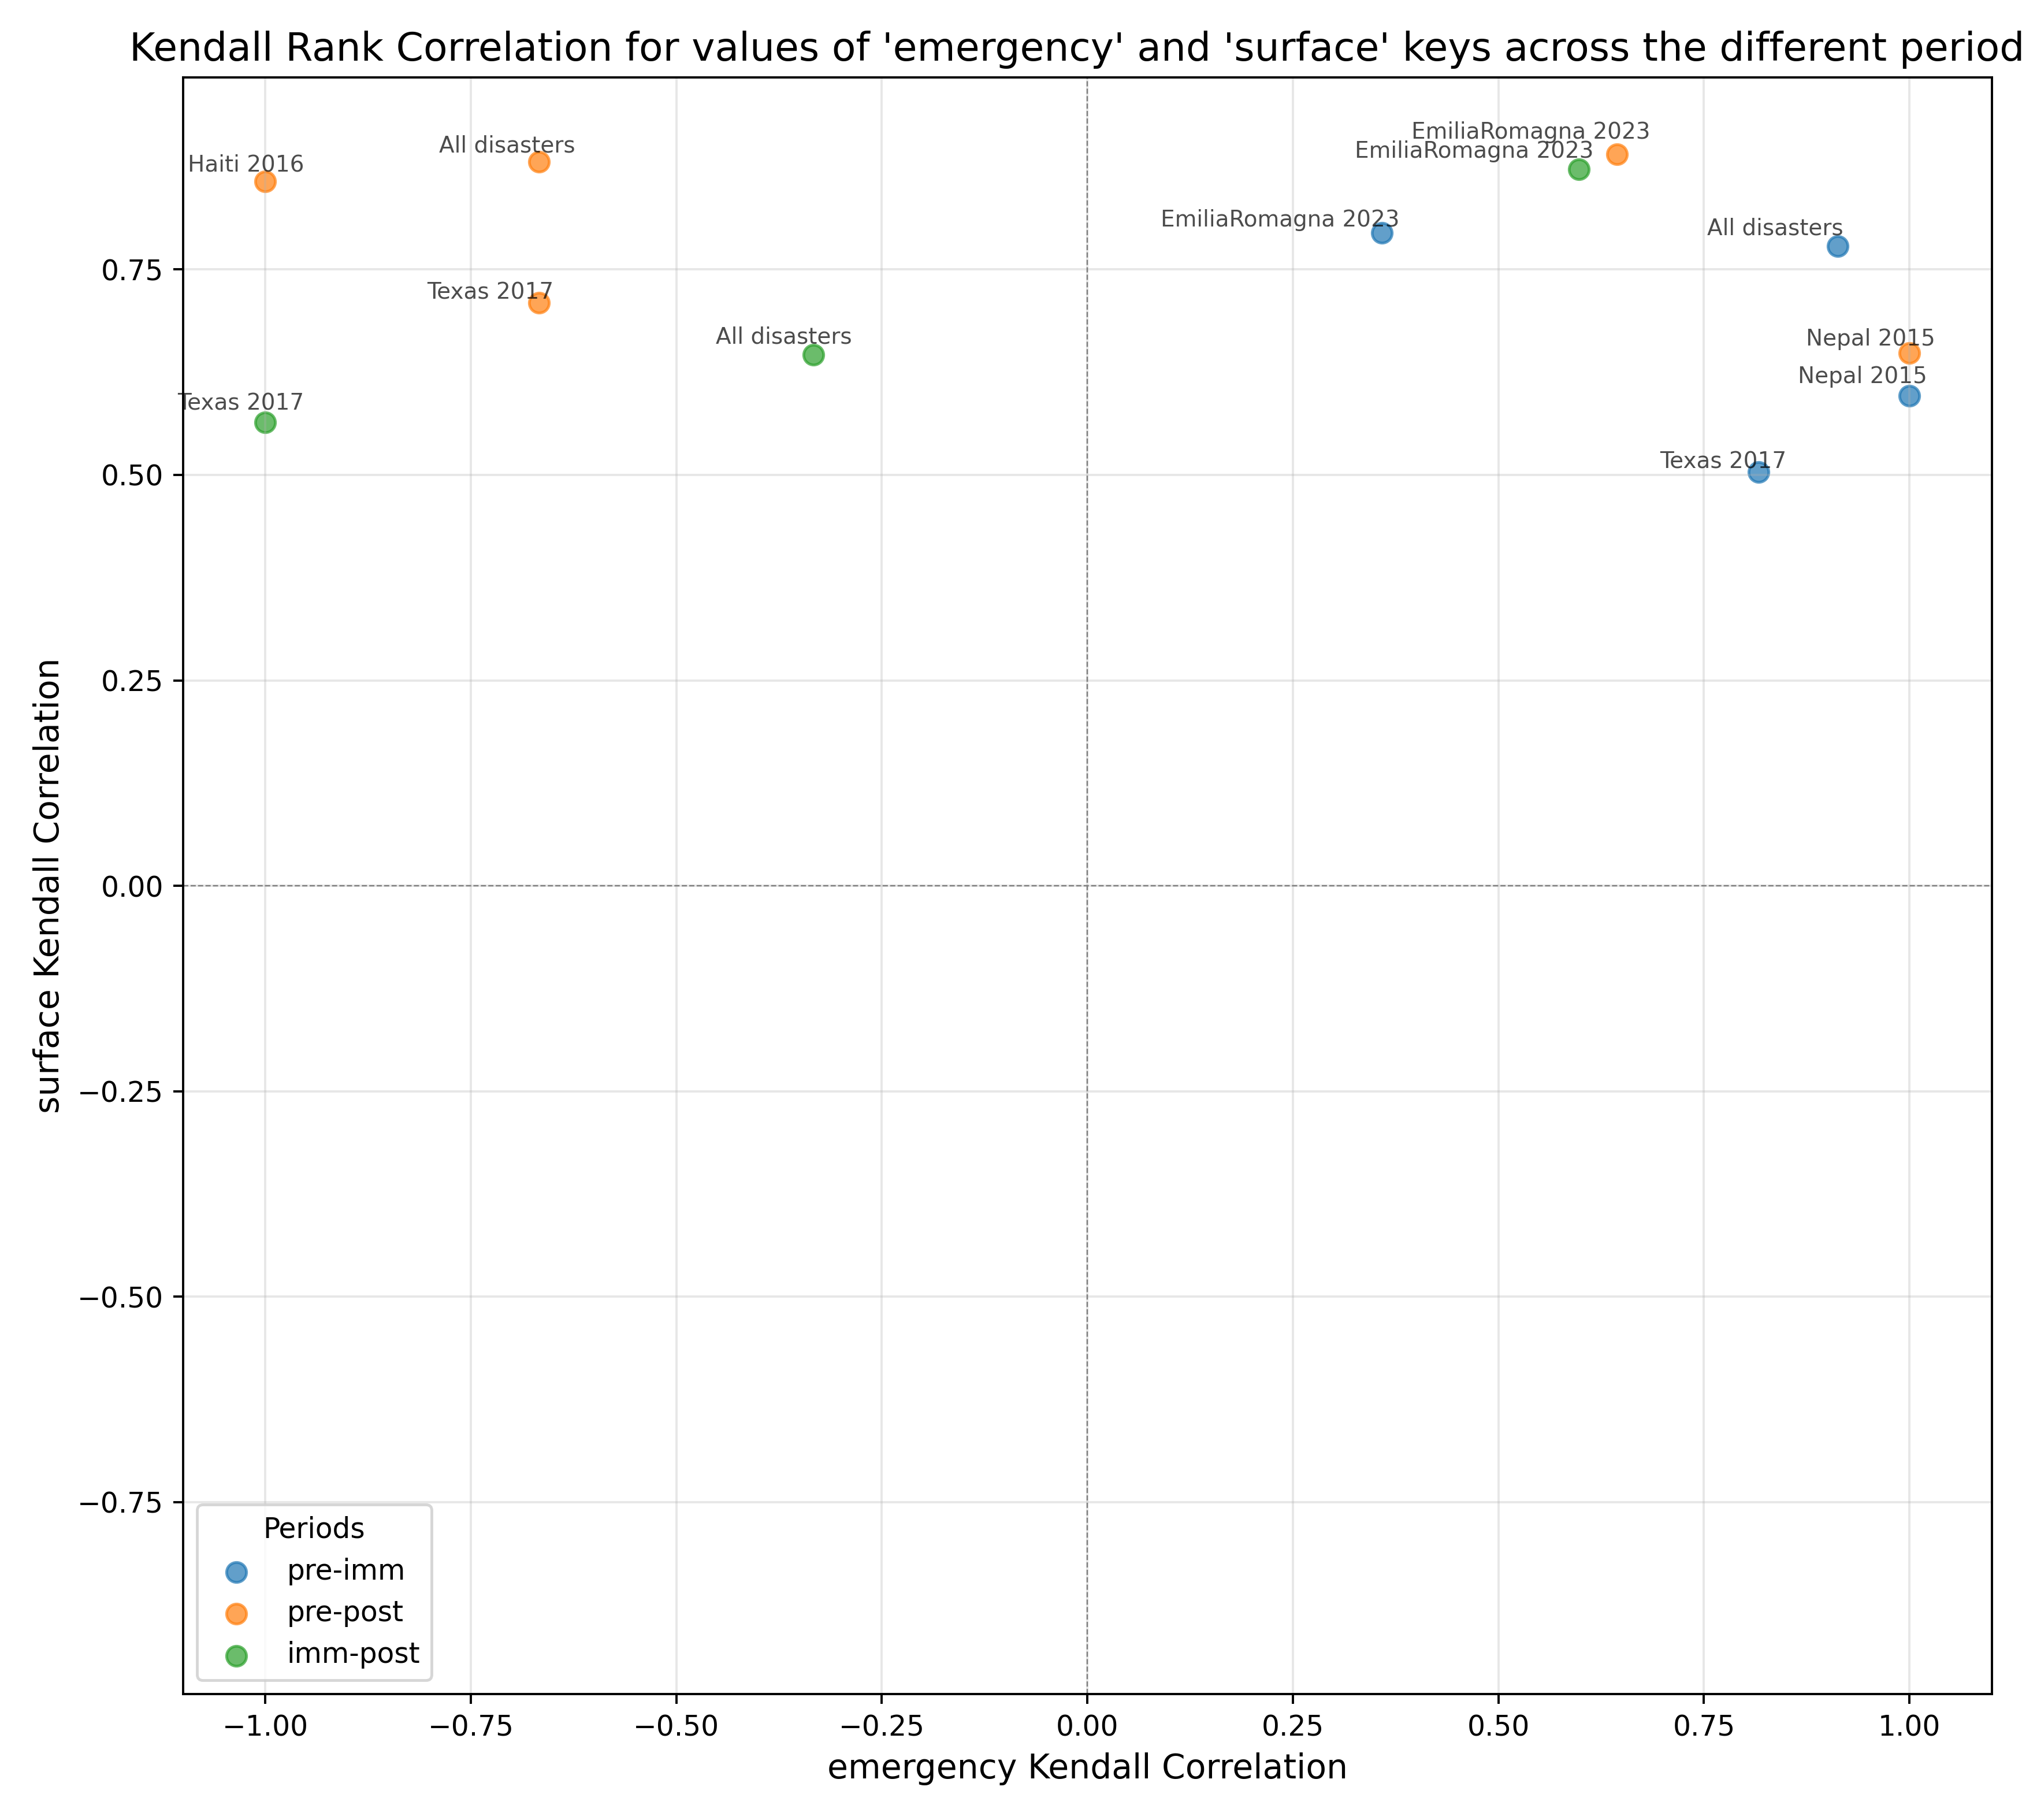 Kendall Rank Correlation for values of 'emergency' and 'surface' keys across the different period
EmiliaRomagna 2023
All disasters
EmiliaRomagna 2023
Haiti 2016
EmiliaRomagna 2023
All disasters
Texas 2017
All disasters
Nepal 2015
Nepal 2015
Texas 2017
Texas 2017
surface Kendall Correlation
0.75
0.50
0.25
0.00
−0.25
−0.50
−0.75
Periods
pre-imm
pre-post
imm-post
−1.00 −0.75 −0.50 −0.25 0.00 0.25 0.50 0.75 1.00
emergency Kendall Correlation